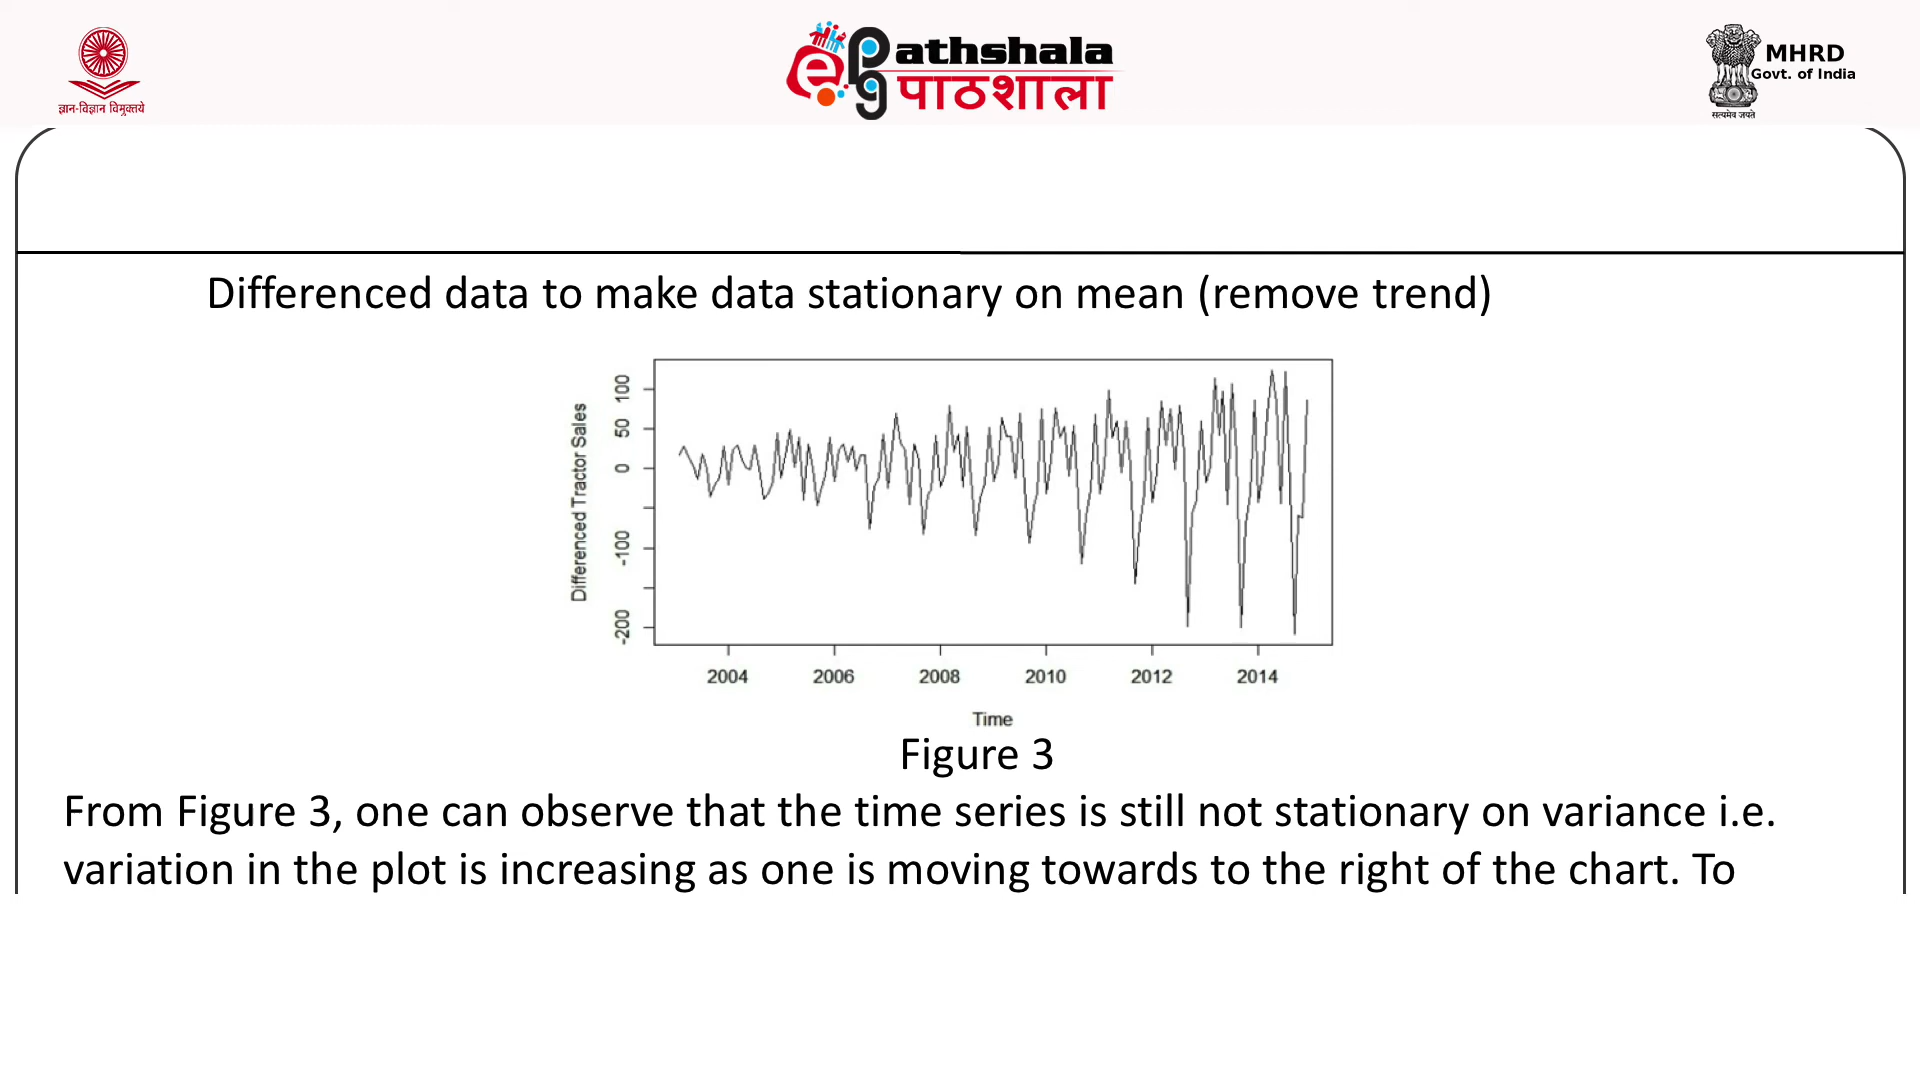 ज्ञान-विज्ञान विमुक्तये
e pg athshala
पाठशाला
MHRD
Govt. of India
सत्यमेव जयते
Differenced data to make data stationary on mean (remove trend)
Differenced Tractor Sales
100
50
0
-100
-200
2004 2006 2008 2010 2012 2014
Time
Figure 3
From Figure 3, one can observe that the time series is still not stationary on variance i.e.
variation in the plot is increasing as one is moving towards to the right of the chart. To